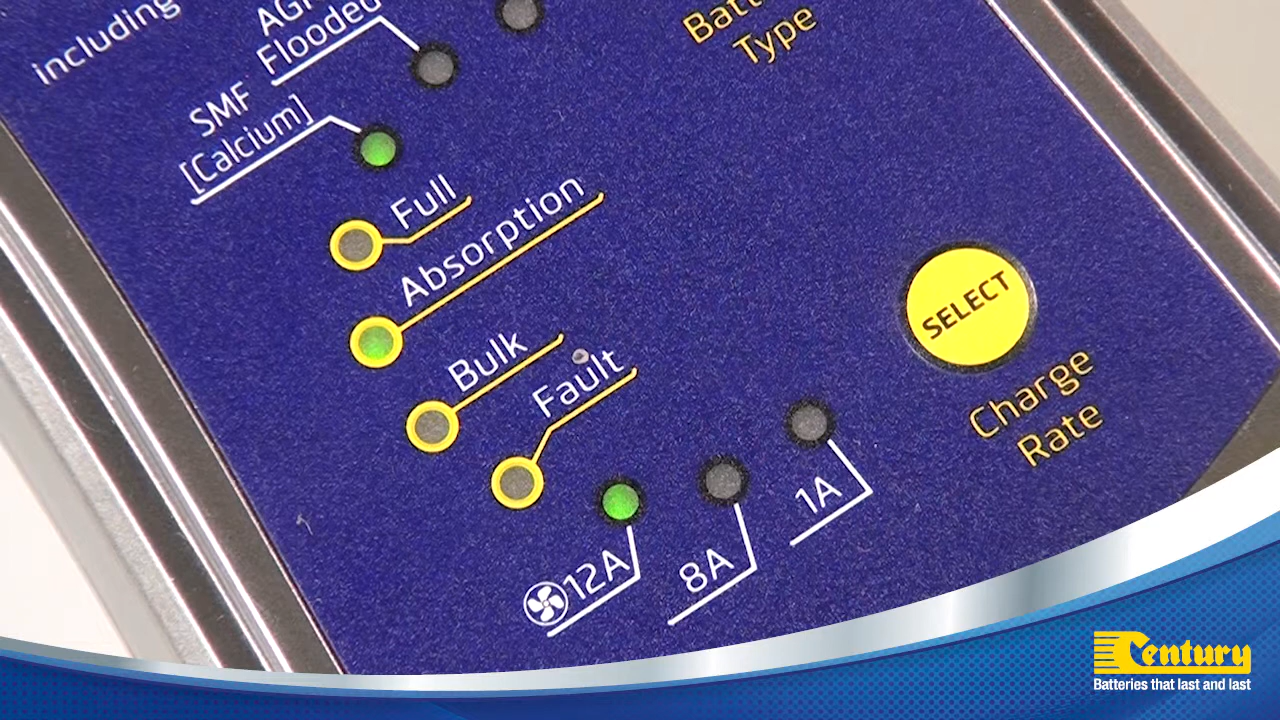 including
Flooded
SMF
[Calcium]
Type
Full
Absorption
Bulk
Fault
SELECT
Charge
Rate
12A
8A
1A
Century
Batteries that last and last